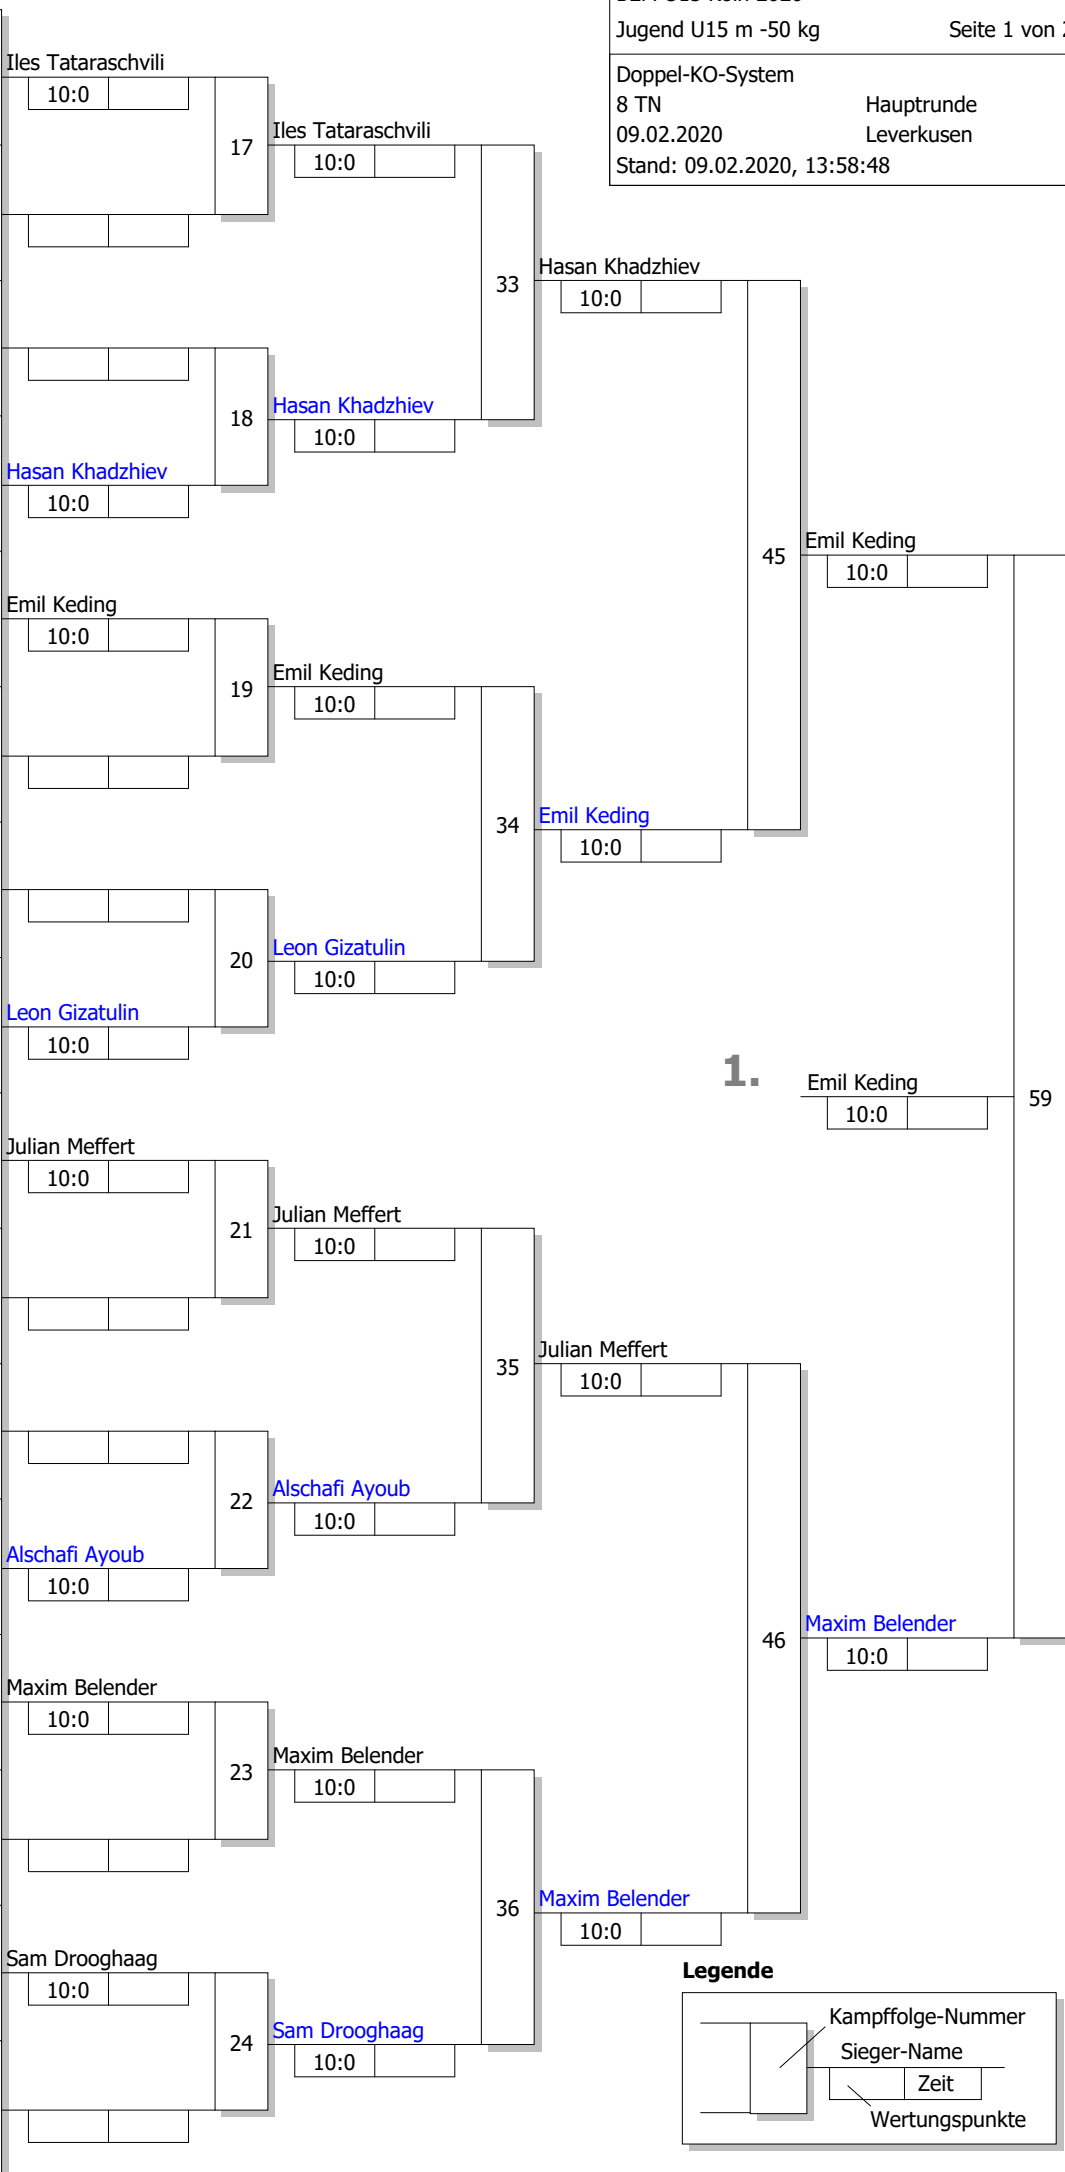 Jugend U15 m -50 kg Seite 1 von
Doppel-KO-System
8 TN Hauptrunde
09.02.2020 Leverkusen
Stand: 09.02.2020, 13:58:48
Iles Tataraschvili
10:0
17
Iles Tataraschvili
10:0
33
Hasan Khadzhiev
10:0
18
Hasan Khadzhiev
10:0
Hasan Khadzhiev
10:0
45
Emil Keding
10:0
Emil Keding
10:0
19
Emil Keding
10:0
34
Emil Keding
10:0
20
Leon Gizatulin
10:0
Leon Gizatulin
10:0
1.
Emil Keding
10:0
59
Julian Meffert
10:0
21
Julian Meffert
10:0
35
Julian Meffert
10:0
22
Alschafi Ayoub
10:0
Alschafi Ayoub
10:0
46
Maxim Belender
10:0
Maxim Belender
10:0
23
Maxim Belender
10:0
36
Maxim Belender
10:0
Sam Drooghaag
10:0
24
Sam Drooghaag
10:0
Legende
Kampffolge-Nummer
Sieger-Name
Zeit
Wertungspunkte